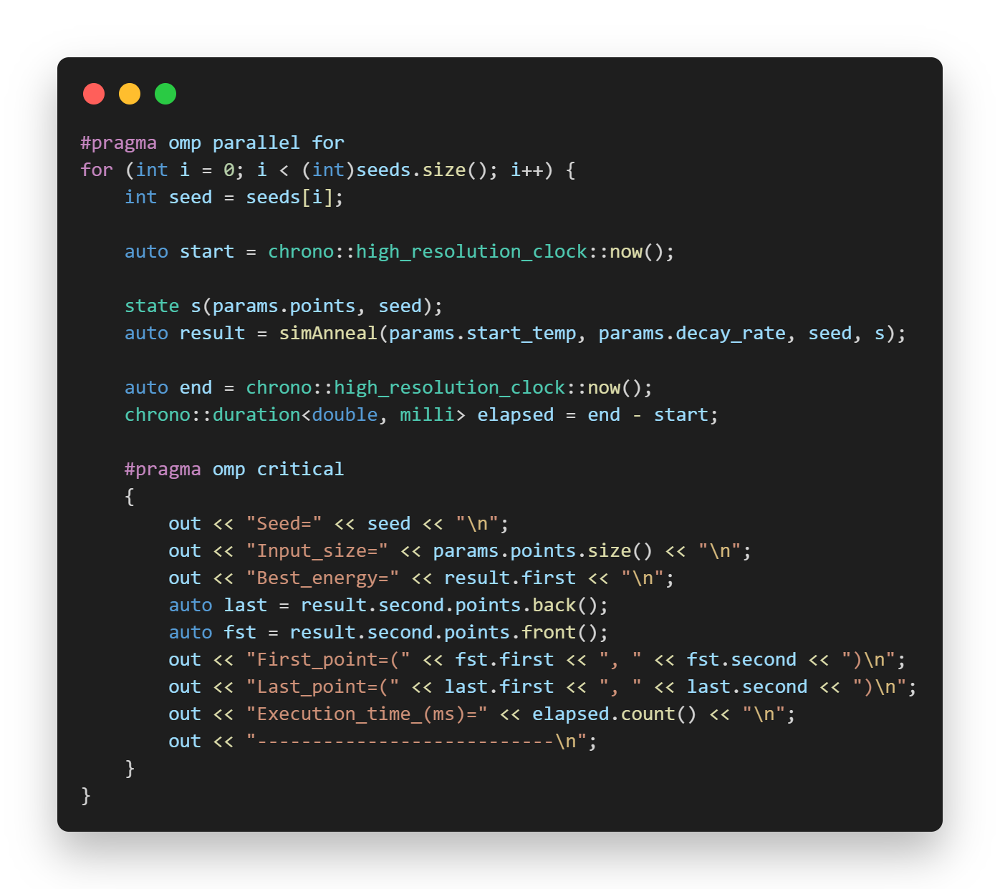 #pragma omp parallel for
for (int i = 0; i < (int)seeds.size(); i++) {
    int seed = seeds[i];

    auto start = chrono::high_resolution_clock::now();

    state s(params.points, seed);
    auto result = simAnneal(params.start_temp, params.decay_rate, seed, s);

    auto end = chrono::high_resolution_clock::now();
    chrono::duration<double, milli> elapsed = end - start;

    #pragma omp critical
    {
        out << "Seed=" << seed << "\n";
        out << "Input_size=" << params.points.size() << "\n";
        out << "Best_energy=" << result.first << "\n";
        auto last = result.second.points.back();
        auto fst = result.second.points.front();
        out << "First_point=(" << fst.first << ", " << fst.second << ")\n";
        out << "Last_point=(" << last.first << ", " << last.second << ")\n";
        out << "Execution_time_(ms)=" << elapsed.count() << "\n";
        out << "---------------------------\n";
    }
}